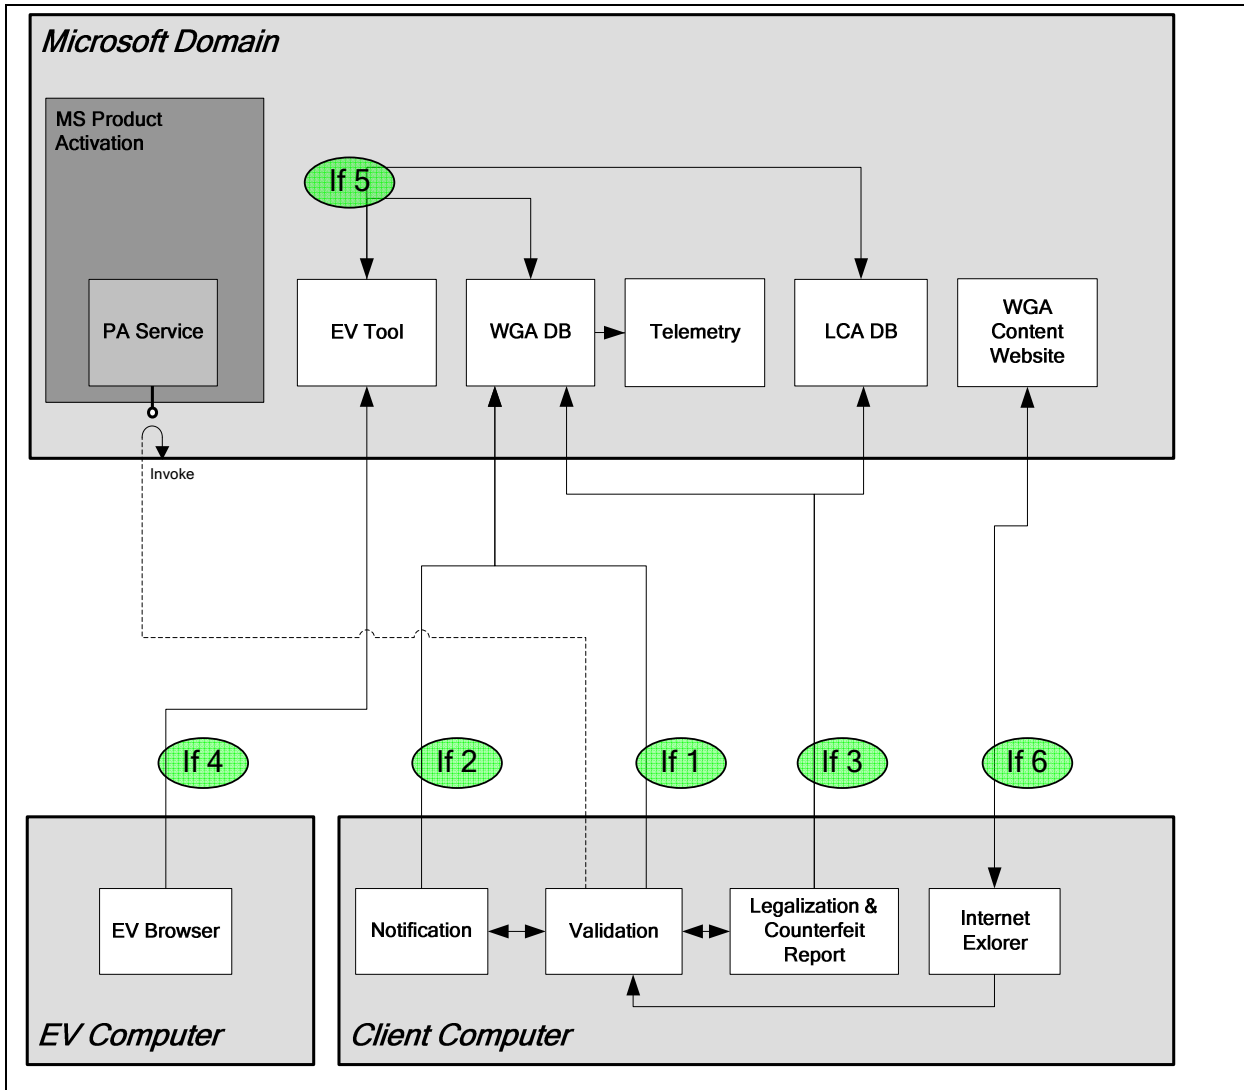 Microsoft Domain
MS Product
Activation
If 5
PA Service
EV Tool
WGA DB
Telemetry
LCA DB
WGA
Content
Website
Invoke
If 4
If 2
If 1
If 3
If 6
EV Browser
Notification
Validation
Legalization &
Counterfeit
Report
Internet
Exlorer
EV Computer
Client Computer